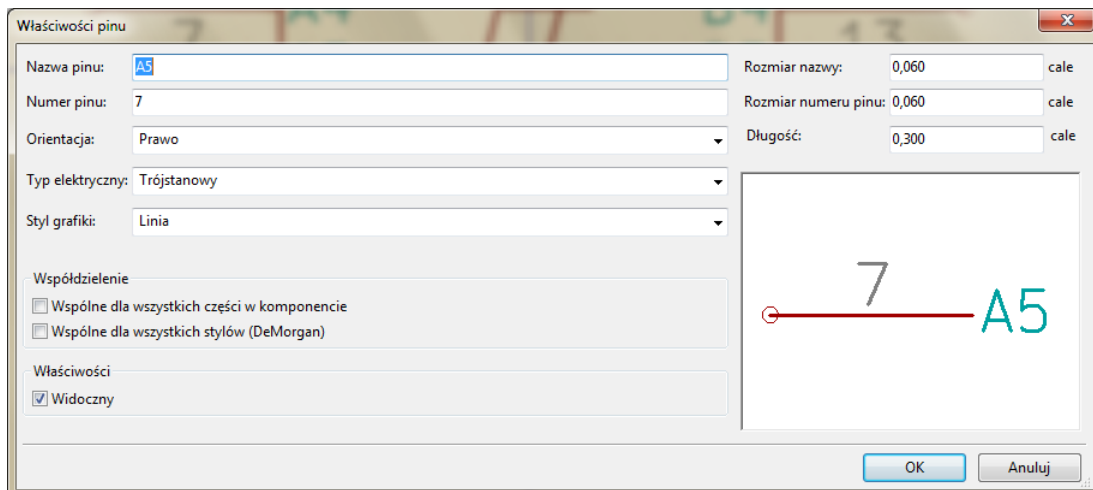 Właściwości pinu
7
13
Nazwa pinu: A5
Numer pinu: 7
Orientacja: Prawo
Typ elektryczny: Trójstanowy
Styl grafiki: Linia
Współdzielenie
Wspólne dla wszystkich części w komponencie
Wspólne dla wszystkich stylów (DeMorgan)
Właściwości
Widoczny
Rozmiar nazwy: 0,060 cale
Rozmiar numeru pinu: 0,060 cale
Długość: 0,300 cale
7
A5
OK Anuluj